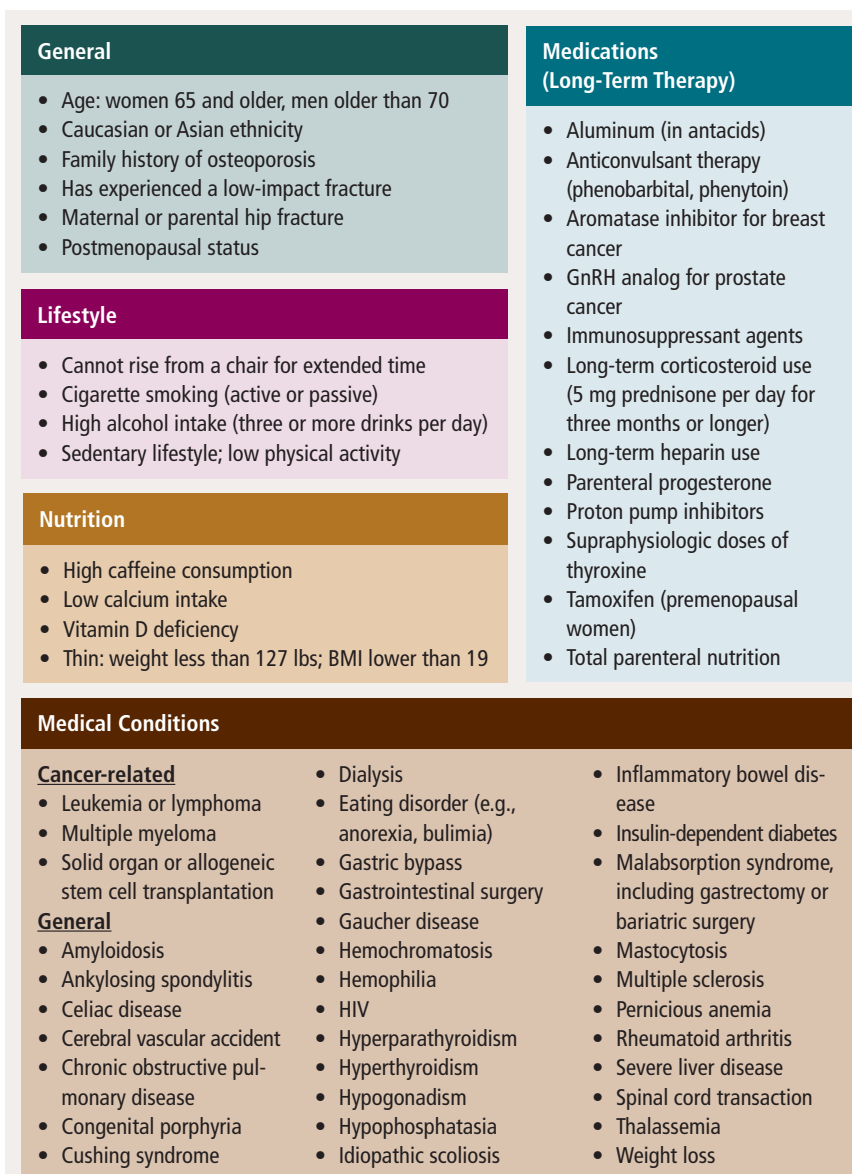 General
• Age: women 65 and older, men older than 70
• Caucasian or Asian ethnicity
• Family history of osteoporosis
• Has experienced a low-impact fracture
• Maternal or parental hip fracture
• Postmenopausal status
Lifestyle
• Cannot rise from a chair for extended time
• Cigarette smoking (active or passive)
• High alcohol intake (three or more drinks per day)
• Sedentary lifestyle; low physical activity
Nutrition
• High caffeine consumption
• Low calcium intake
• Vitamin D deficiency
• Thin: weight less than 127 lbs; BMI lower than 19
Medications
(Long-Term Therapy)
• Aluminum (in antacids)
• Anticonvulsant therapy
(phenobarbital, phenytoin)
• Aromatase inhibitor for breast
cancer
• GnRH analog for prostate
cancer
• Immunosuppressant agents
• Long-term corticosteroid use
(5 mg prednisone per day for
three months or longer)
• Long-term heparin use
• Parenteral progesterone
• Proton pump inhibitors
• Supraphysiologic doses of
thyroxine
• Tamoxifen (premenopausal
women)
• Total parenteral nutrition
Medical Conditions
Cancer-related
• Leukemia or lymphoma
• Multiple myeloma
• Solid organ or allogeneic
stem cell transplantation
General
• Amyloidosis
• Ankylosing spondylitis
• Celiac disease
• Cerebral vascular accident
• Chronic obstructive pul-
monary disease
• Congenital porphyria
• Cushing syndrome
• Dialysis
• Eating disorder (e.g.,
anorexia, bulimia)
• Gastric bypass
• Gastrointestinal surgery
• Gaucher disease
• Hemochromatosis
• Hemophilia
• HIV
• Hyperparathyroidism
• Hyperthyroidism
• Hypogonadism
• Hypophosphatasia
• Idiopathic scoliosis
• Inflammatory bowel dis-
ease
• Insulin-dependent diabetes
• Malabsorption syndrome,
including gastrectomy or
bariatric surgery
• Mastocytosis
• Multiple sclerosis
• Pernicious anemia
• Rheumatoid arthritis
• Severe liver disease
• Spinal cord transaction
• Thalassemia
• Weight loss